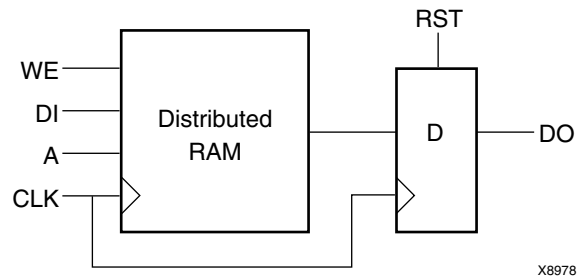 RST
WE
DI
A
CLK
Distributed
RAM
D
DO
X8978